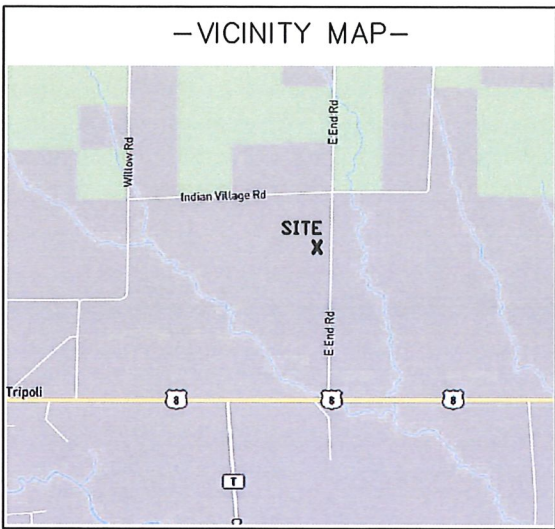 -VICINITY MAP-
E End Rd
Willow Rd
Indian Village Rd
SITE
X
E End Rd
Tripoli
8
8
8
T